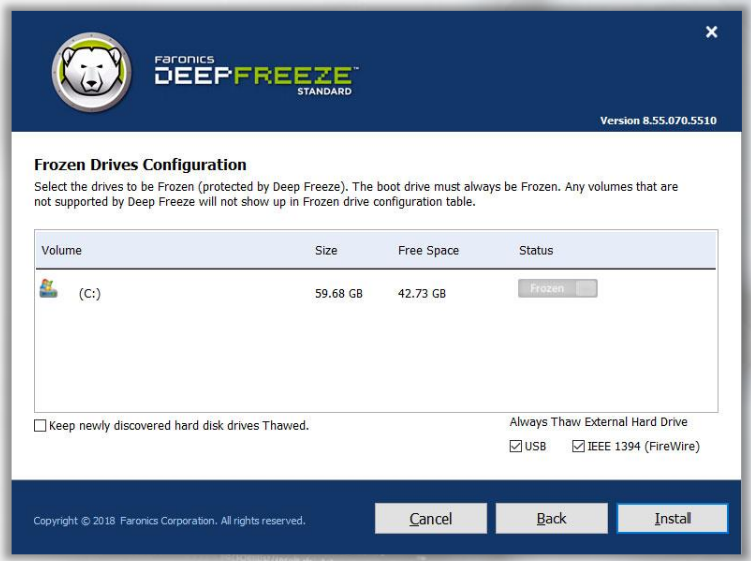 Faronics
DEEPFREEZE™
STANDARD
Version 8.55.070.5510
Frozen Drives Configuration
Select the drives to be Frozen (protected by Deep Freeze). The boot drive must always be Frozen. Any volumes that are
not supported by Deep Freeze will not show up in Frozen drive configuration table.
Volume Size Free Space Status
(C:) 59.68 GB 42.73 GB Frozen
Keep newly discovered hard disk drives Thawed.
Always Thaw External Hard Drive
USB IEEE 1394 (FireWire)
Copyright © 2018 Faronics Corporation. All rights reserved.
Cancel Back Install